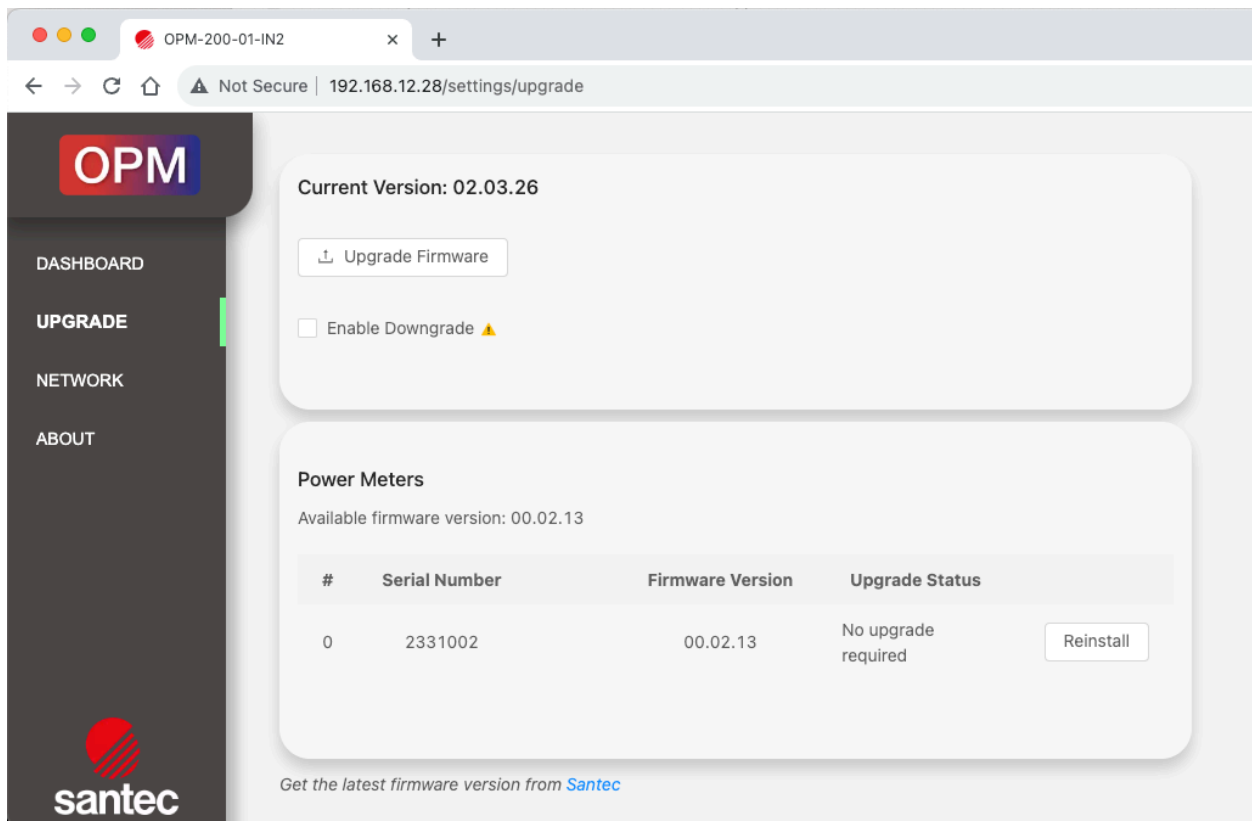 OPM-200-01-IN2
Not Secure | 192.168.12.28/settings/upgrade
OPM
DASHBOARD
UPGRADE
NETWORK
ABOUT
santec
Current Version: 02.03.26
Upgrade Firmware
Enable Downgrade
Power Meters
Available firmware version: 00.02.13
# Serial Number Firmware Version Upgrade Status
0 2331002 00.02.13 No upgrade required Reinstall
Get the latest firmware version from Santec